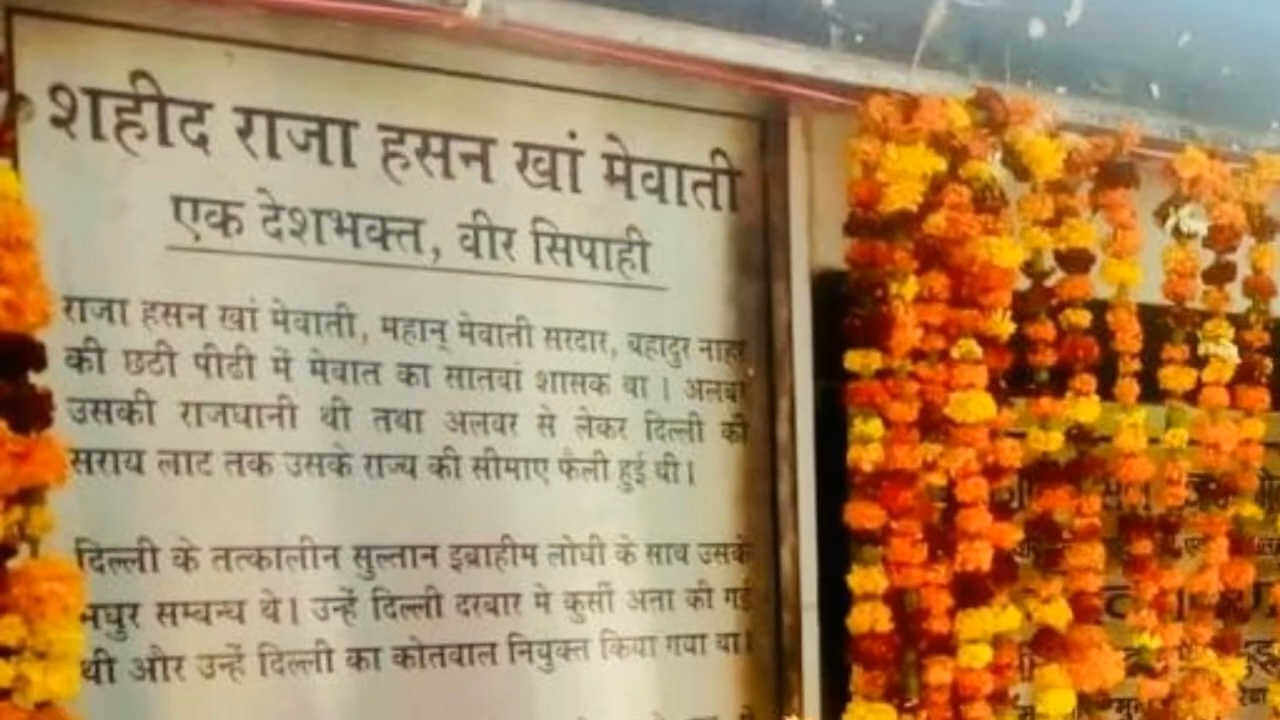 शहीद राजा हसन खां मेवाती
एक देशभक्त, वीर सिपाही
राजा हसन खां मेवाती, महान् मेवाती सरदार, बहादुर नाहर
की छटी पीढी में मेवात का सातवां शासक था । अलवर
उसकी राजधानी थी तथा अलवर से लेकर दिल्ली की
सराय लाट तक उसके राज्य की सीमाए फैली हुई थी।
दिल्ली के तत्कालीन सुल्तान इब्राहीम लोधी के साथ उसके
मधुर सम्बन्ध थे। उन्हें दिल्ली दरबार मे कुर्सी अता की गई
थी और उन्हें दिल्ली का कोतवाल नियुक्त किया गया था।